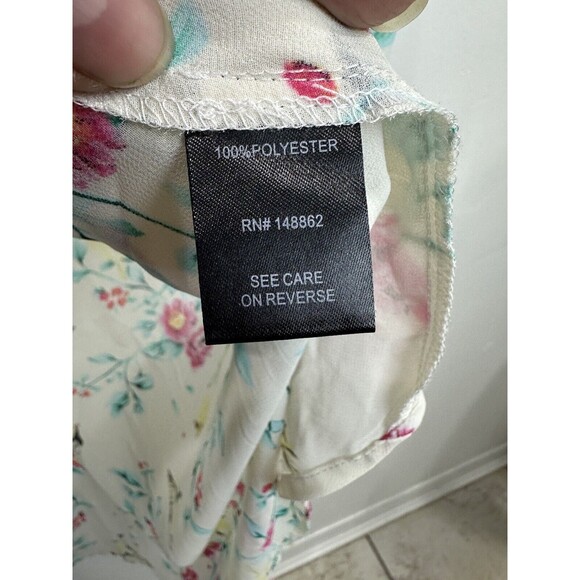 100%POLYESTER
RN# 148862
SEE CARE
ON REVERSE